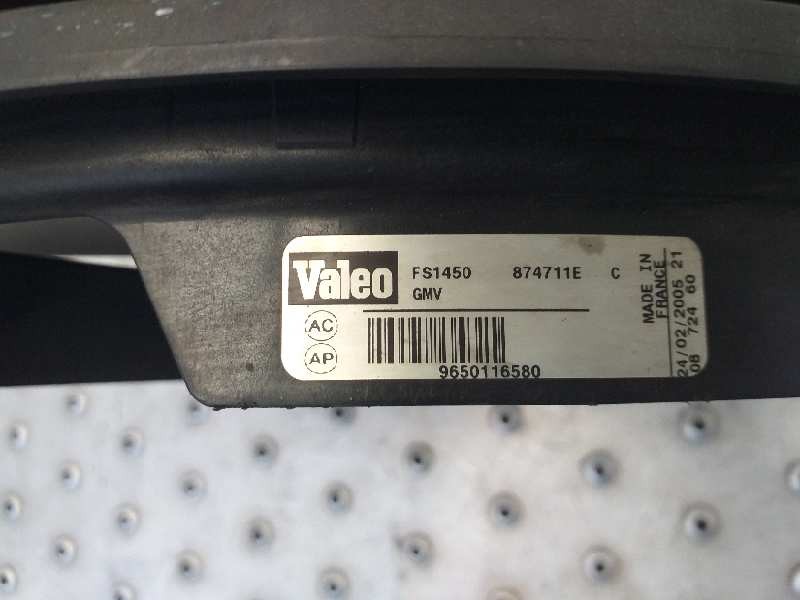 Valeo FS1450 874711E C
GMV
AC
AP
9650116580
MADE IN
FRANCE
24/02/2005 21
08 724 60